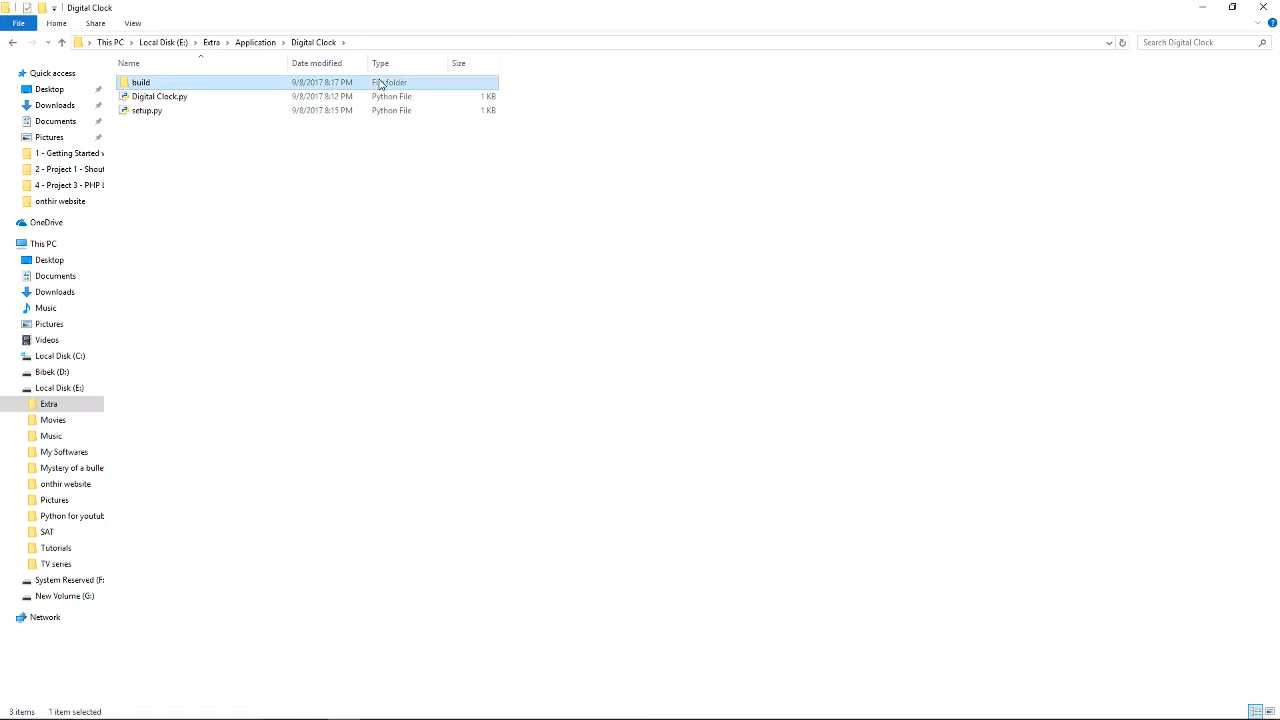 Digital Clock
File Home Share View
This PC Local Disk (E:) Extra Application Digital Clock
Search Digital Clock
Name Date modified Type Size
build 9/8/2017 8:17 PM File folder
Digital Clock.py 9/8/2017 8:12 PM Python File 1 KB
setup.py 9/8/2017 8:15 PM Python File 1 KB
Quick access
Desktop
Downloads
Documents
Pictures
1 - Getting Started w
2 - Project 1 - Shout
4 - Project 3 - PHP L
onthir website
OneDrive
This PC
Desktop
Documents
Downloads
Music
Pictures
Videos
Local Disk (C:)
Bibek (D:)
Local Disk (E:)
Extra
Movies
Music
My Softwares
Mystery of a bulle
onthir website
Pictures
Python for youtub
SAT
Tutorials
TV series
System Reserved (F:
New Volume (G:)
Network
3 items 1 item selected